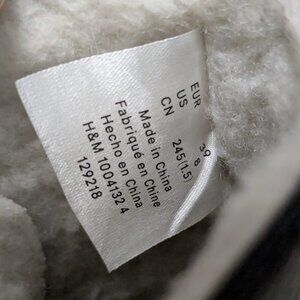 EUR 39
US 8
CN 245(1.5)
Made in China
Fabriqué en Chine
Hecho en China
H&M 1004132 4
129218